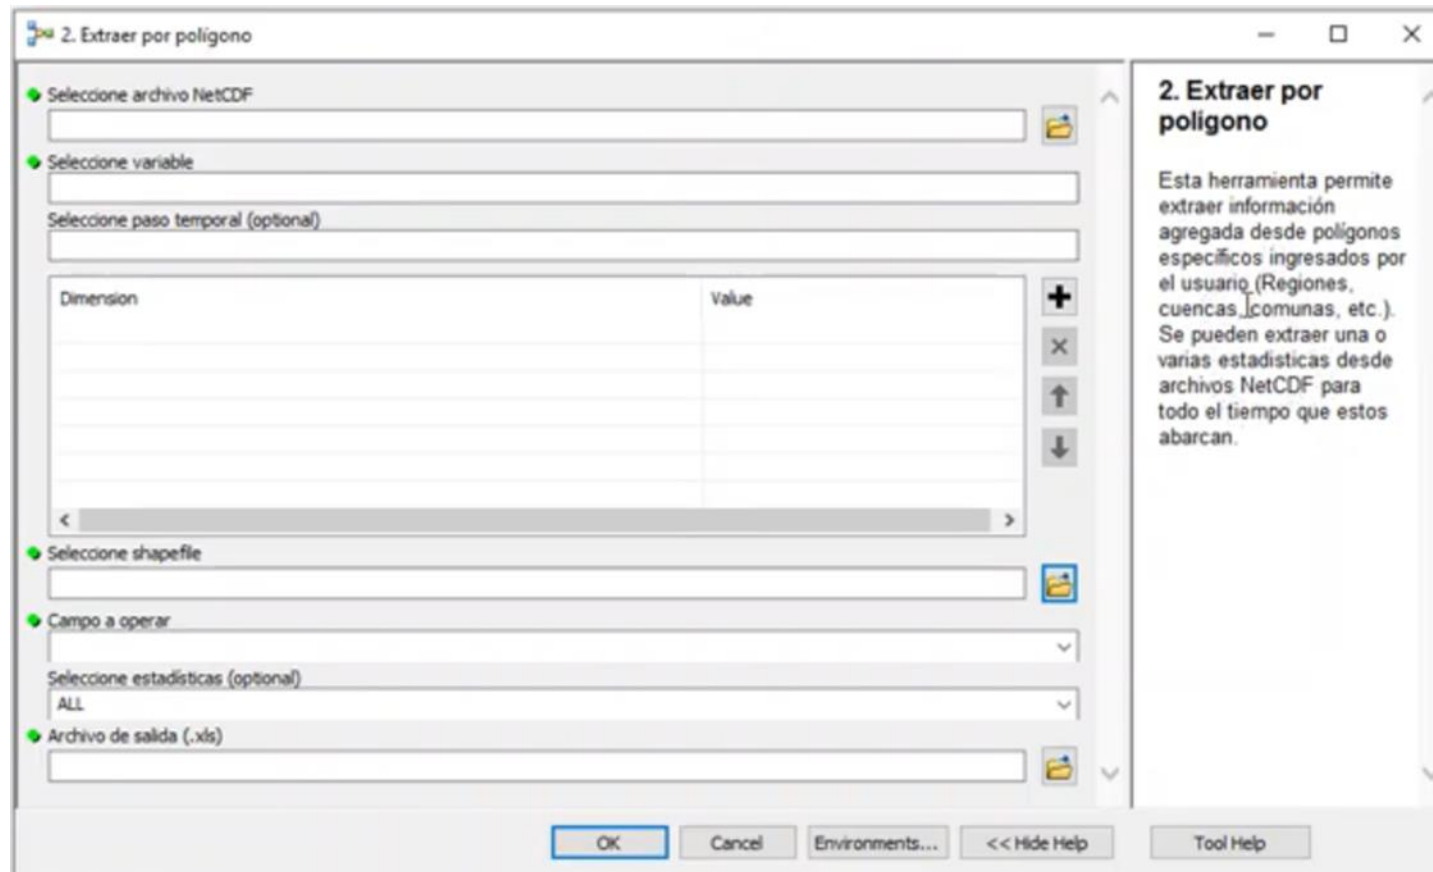 2. Extraer por polígono
Seleccione archivo NetCDF
Seleccione variable
Seleccione paso temporal (optional)
Dimension Value
Seleccione shapefile
Campo a operar
Seleccione estadísticas (optional)
ALL
Archivo de salida (.xls)
OK Cancel Environments... << Hide Help Tool Help
2. Extraer por
polígono
Esta herramienta permite
extraer información
agregada desde polígonos
específicos ingresados por
el usuario (Regiones,
cuencas, comunas, etc.).
Se pueden extraer una o
varias estadisticas desde
archivos NetCDF para
todo el tiempo que estos
abarcan.